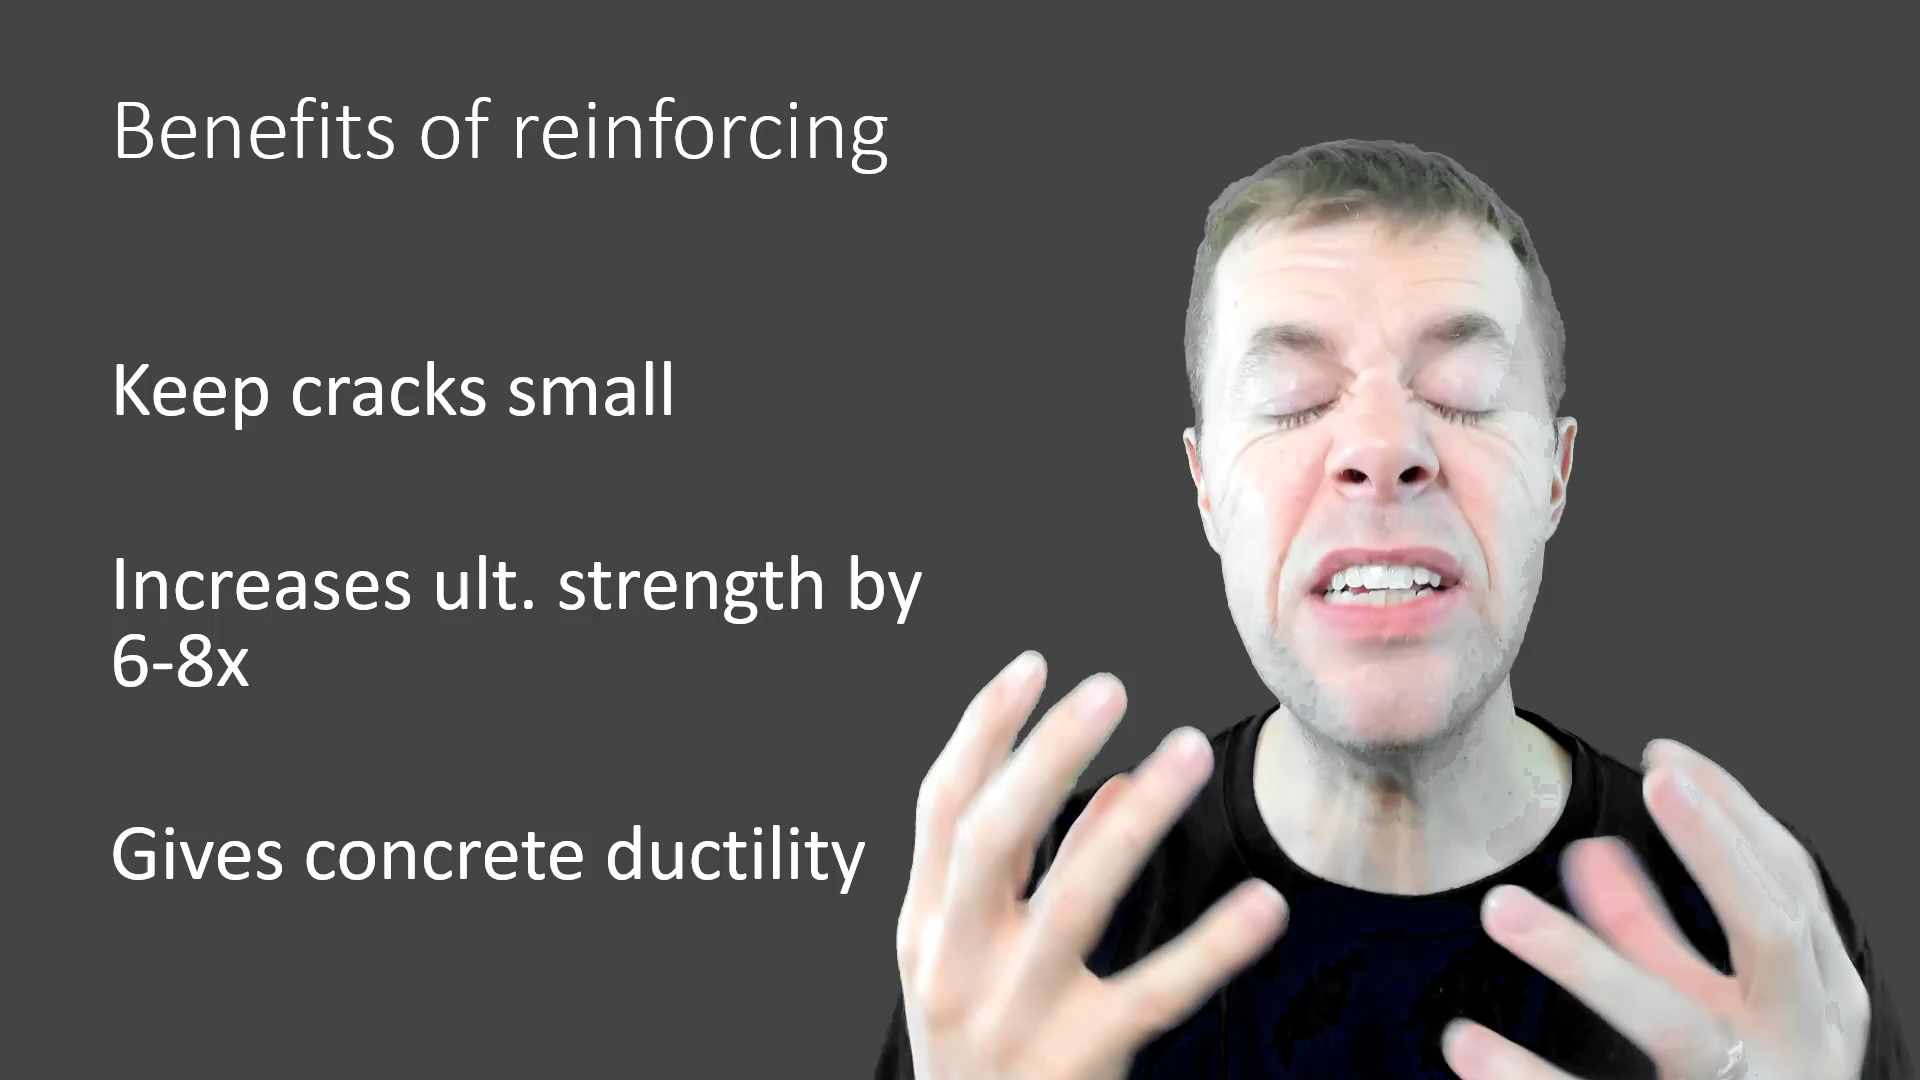 Benefits of reinforcing
Keep cracks small
Increases ult. strength by
6-8x
Gives concrete ductility